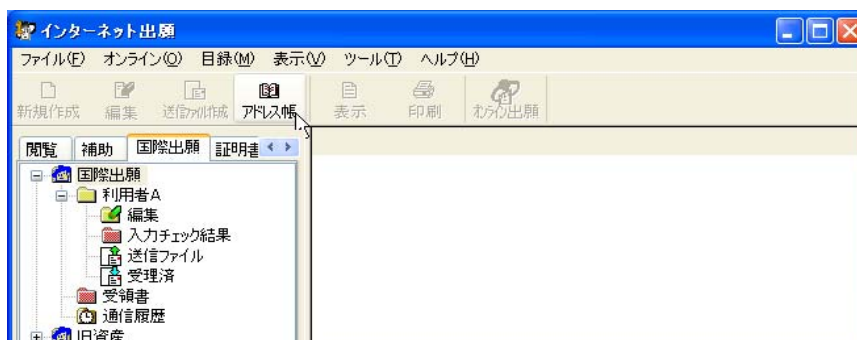 インターネット出願
ファイル(F) オンライン(O) 目録(M) 表示(V) ツール(T) ヘルプ(H)
新規作成 編集 送信ファイル作成 アドレス帳 表示 印刷 オンライン出願
閲覧 補助 国際出願 証明書
国際出願
利用者A
編集
入力チェック結果
送信ファイル
受理済
受領書
通信履歴
旧資産